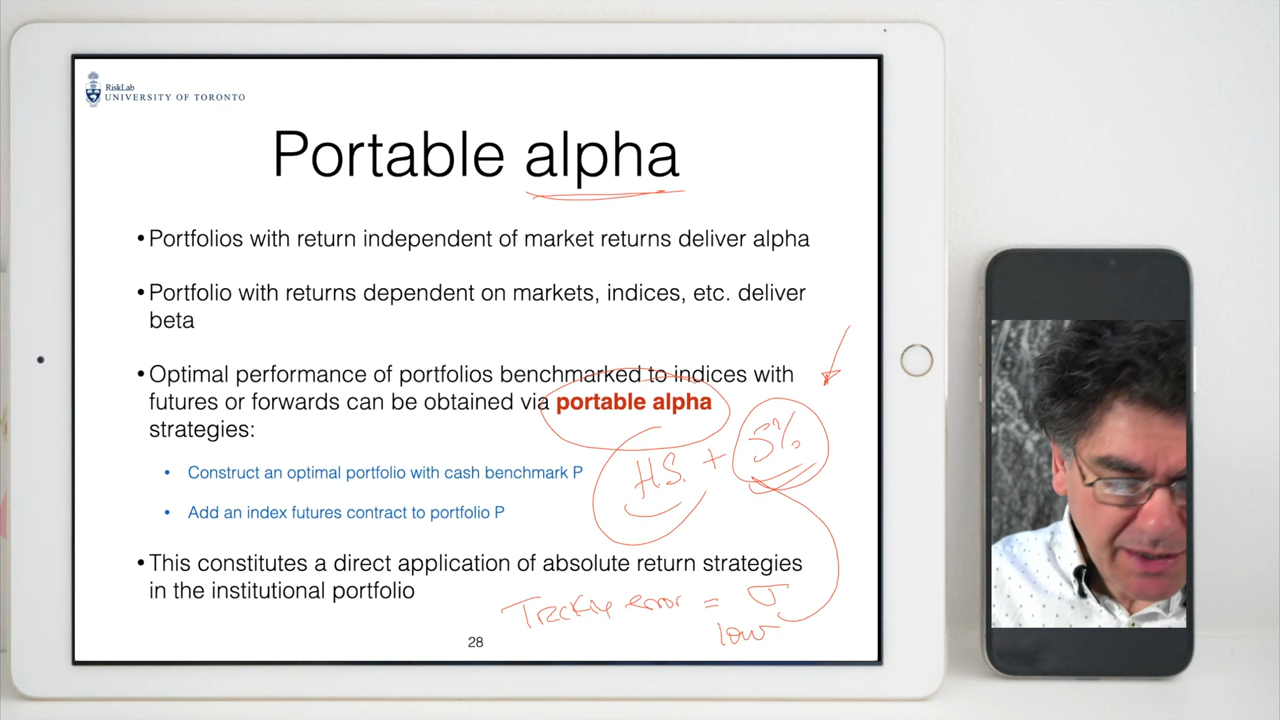 RiskLab
UNIVERSITY OF TORONTO
Portable alpha
•Portfolios with return independent of market returns deliver alpha
•Portfolio with returns dependent on markets, indices, etc. deliver
beta
•Optimal performance of portfolios benchmarked to indices with
futures or forwards can be obtained via portable alpha
strategies:
H.S. + 5%
• Construct an optimal portfolio with cash benchmark P
• Add an index futures contract to portfolio P
•This constitutes a direct application of absolute return strategies
in the institutional portfolio
error = σ
low
28